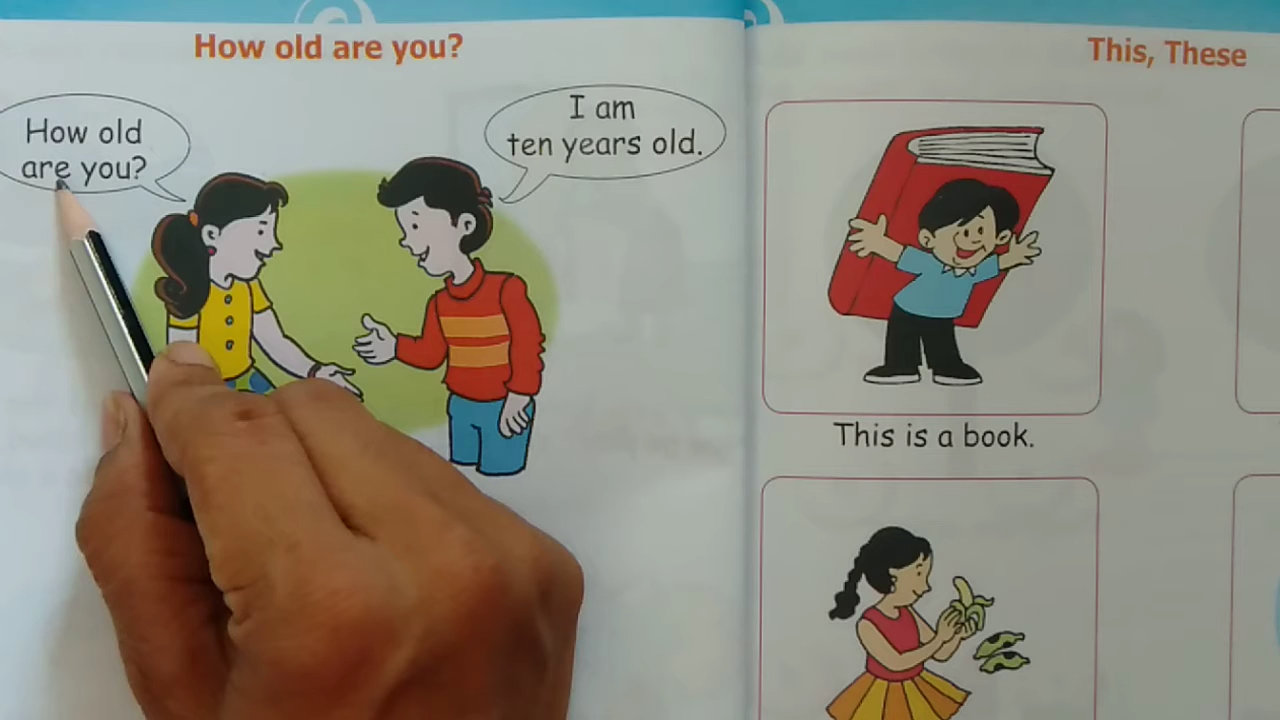 How old are you?
How old
are you?
I am
ten years old.
This, These
This is a book.